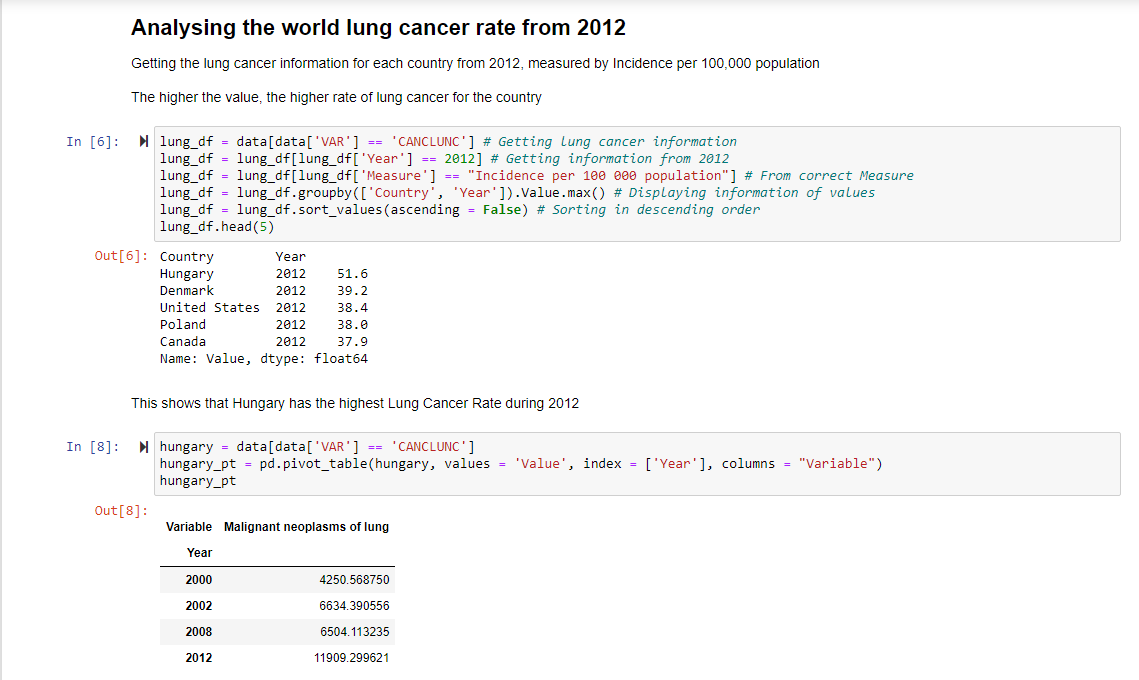 Analysing the world lung cancer rate from 2012
Getting the lung cancer information for each country from 2012, measured by Incidence per 100,000 population
The higher the value, the higher rate of lung cancer for the country
In [6]: lung_df = data[data['VAR'] == 'CANCLUNC'] # Getting lung cancer information
lung_df = lung_df[lung_df['Year'] == 2012] # Getting information from 2012
lung_df = lung_df[lung_df['Measure'] == "Incidence per 100 000 population"] # From correct Measure
lung_df = lung_df.groupby(['Country', 'Year']).Value.max() # Displaying information of values
lung_df = lung_df.sort_values(ascending = False) # Sorting in descending order
lung_df.head(5)
Out[6]: Country Year
Hungary 2012 51.6
Denmark 2012 39.2
United States 2012 38.4
Poland 2012 38.0
Canada 2012 37.9
Name: Value, dtype: float64
This shows that Hungary has the highest Lung Cancer Rate during 2012
In [8]: hungary = data[data['VAR'] == 'CANCLUNC']
hungary_pt = pd.pivot_table(hungary, values = 'Value', index = ['Year'], columns = "Variable")
hungary_pt
Out[8]:
Variable Malignant neoplasms of lung
Year
2000 4250.568750
2002 6634.390556
2008 6504.113235
2012 11909.299621